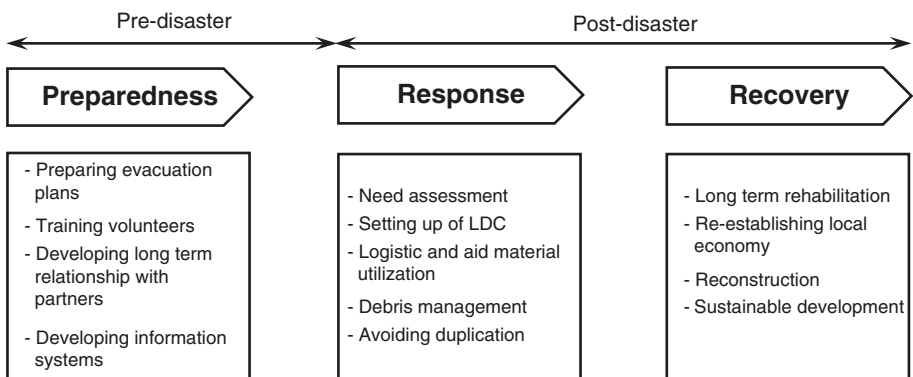 Pre-disaster
Post-disaster
Preparedness
Response
Recovery
- Preparing evacuation
plans
- Training volunteers
- Developing long term
relationship with
partners
- Developing information
systems
- Need assessment
- Setting up of LDC
- Logistic and aid material
utilization
- Debris management
- Avoiding duplication
- Long term rehabilitation
- Re-establishing local
economy
- Reconstruction
- Sustainable development